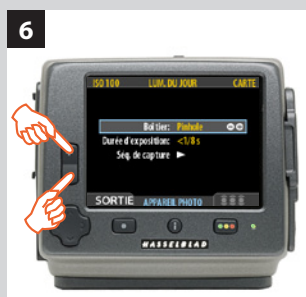 6
ISO 100 LUM. DU JOUR CARTE
Boîtier: Pinhole
Durée d'exposition: <1/8 s
Séq. de capture
SORTIE APPAREIL PHOTO
i
HASSELBLAD